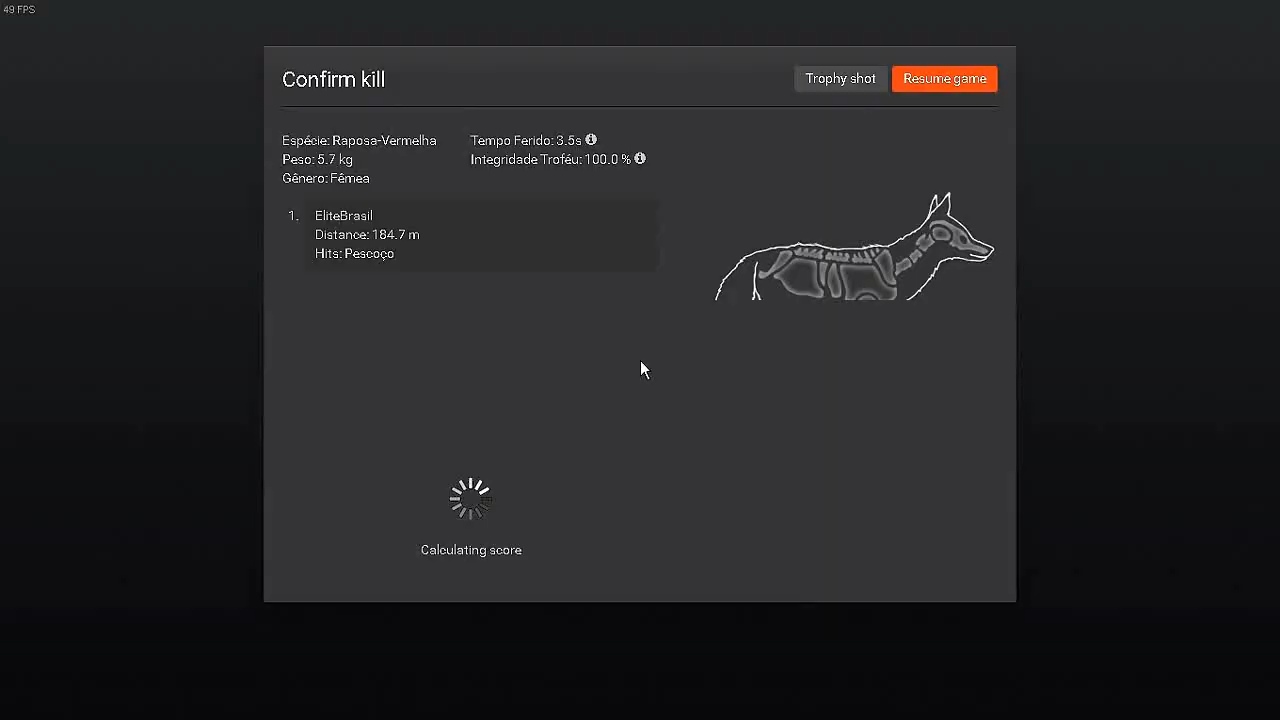 49 FPS
Confirm kill
Trophy shot
Resume game
Espécie: Raposa-Vermelha
Peso: 5.7 kg
Gênero: Fêmea
Tempo Ferido: 3.5s
Integridade Troféu: 100.0 %
1.
EliteBrasil
Distance: 184.7 m
Hits: Pescoço
Calculating score